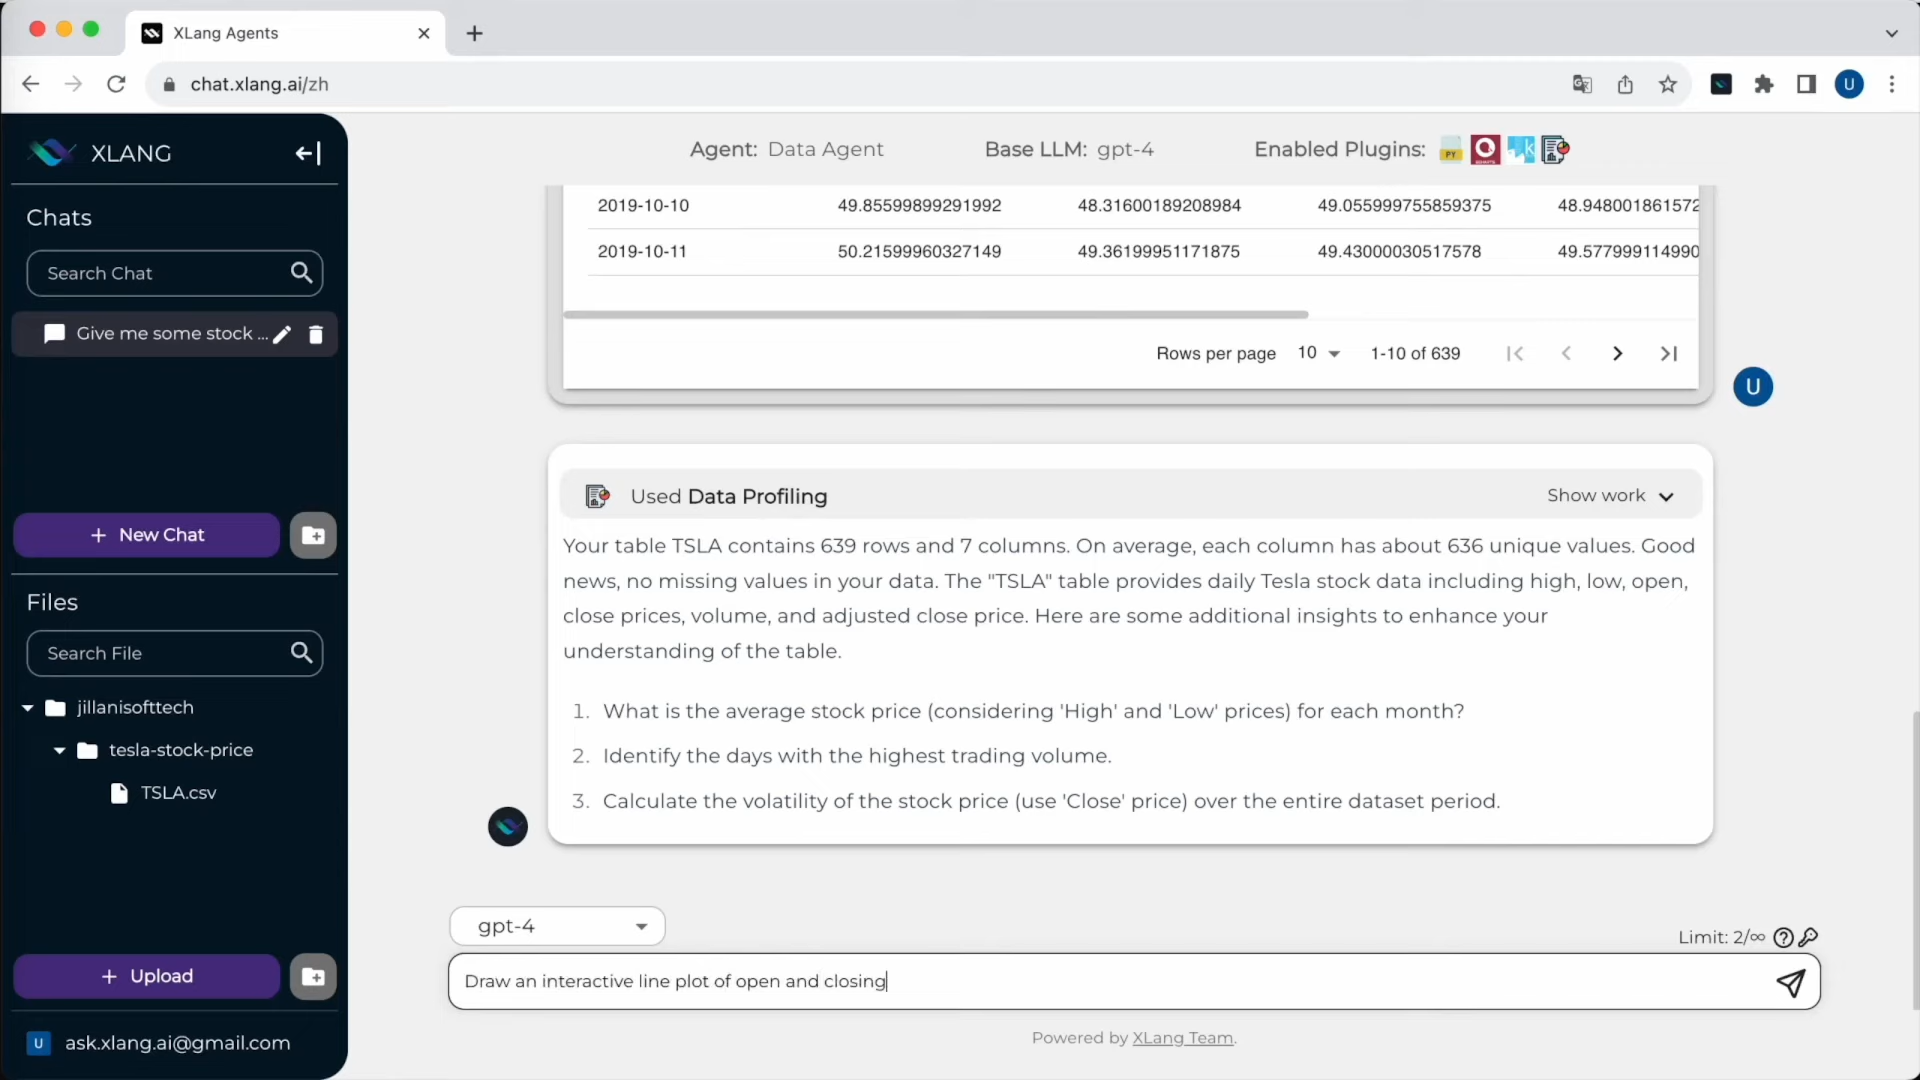 XLang Agents
chat.xlang.ai/zh
U
XLANG
Chats
Search Chat
Give me some stock ...
+ New Chat
Files
Search File
jillanisofttech
tesla-stock-price
TSLA.csv
+ Upload
U ask.xlang.ai@gmail.com
Agent: Data Agent Base LLM: gpt-4 Enabled Plugins: PY
2019-10-10 49.85599899291992 48.31600189208984 49.055999755859375 48.948001861572
2019-10-11 50.21599960327149 49.36199951171875 49.43000030517578 49.577999114990
Rows per page 10 1-10 of 639
U
Used Data Profiling Show work
Your table TSLA contains 639 rows and 7 columns. On average, each column has about 636 unique values. Good
news, no missing values in your data. The "TSLA" table provides daily Tesla stock data including high, low, open,
close prices, volume, and adjusted close price. Here are some additional insights to enhance your
understanding of the table.
1. What is the average stock price (considering 'High' and 'Low' prices) for each month?
2. Identify the days with the highest trading volume.
3. Calculate the volatility of the stock price (use 'Close' price) over the entire dataset period.
gpt-4
Limit: 2/∞
Draw an interactive line plot of open and closing
Powered by XLang Team.